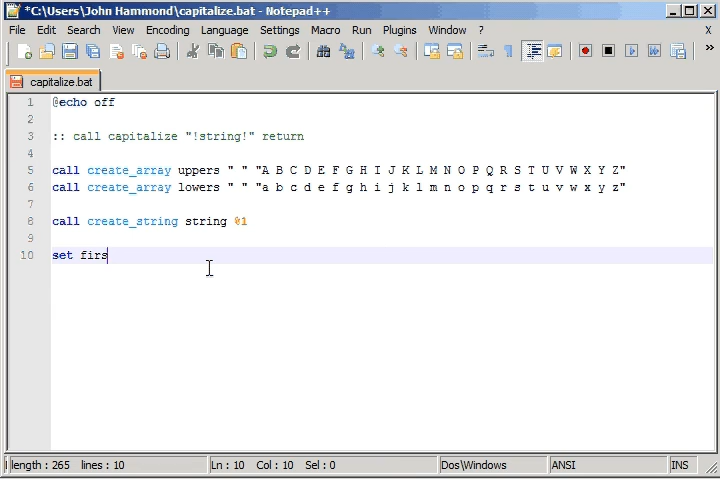 *C:\Users\John Hammond\capitalize.bat - Notepad++
File Edit Search View Encoding Language Settings Macro Run Plugins Window ? X
capitalize.bat
1 @echo off
2
3 :: call capitalize "!string!" return
4
5 call create_array uppers " " "A B C D E F G H I J K L M N O P Q R S T U V W X Y Z"
6 call create_array lowers " " "a b c d e f g h i j k l m n o p q r s t u v w x y z"
7
8 call create_string string %1
9
10 set firs
length : 265 lines : 10 Ln : 10 Col : 10 Sel : 0 Dos\Windows ANSI INS